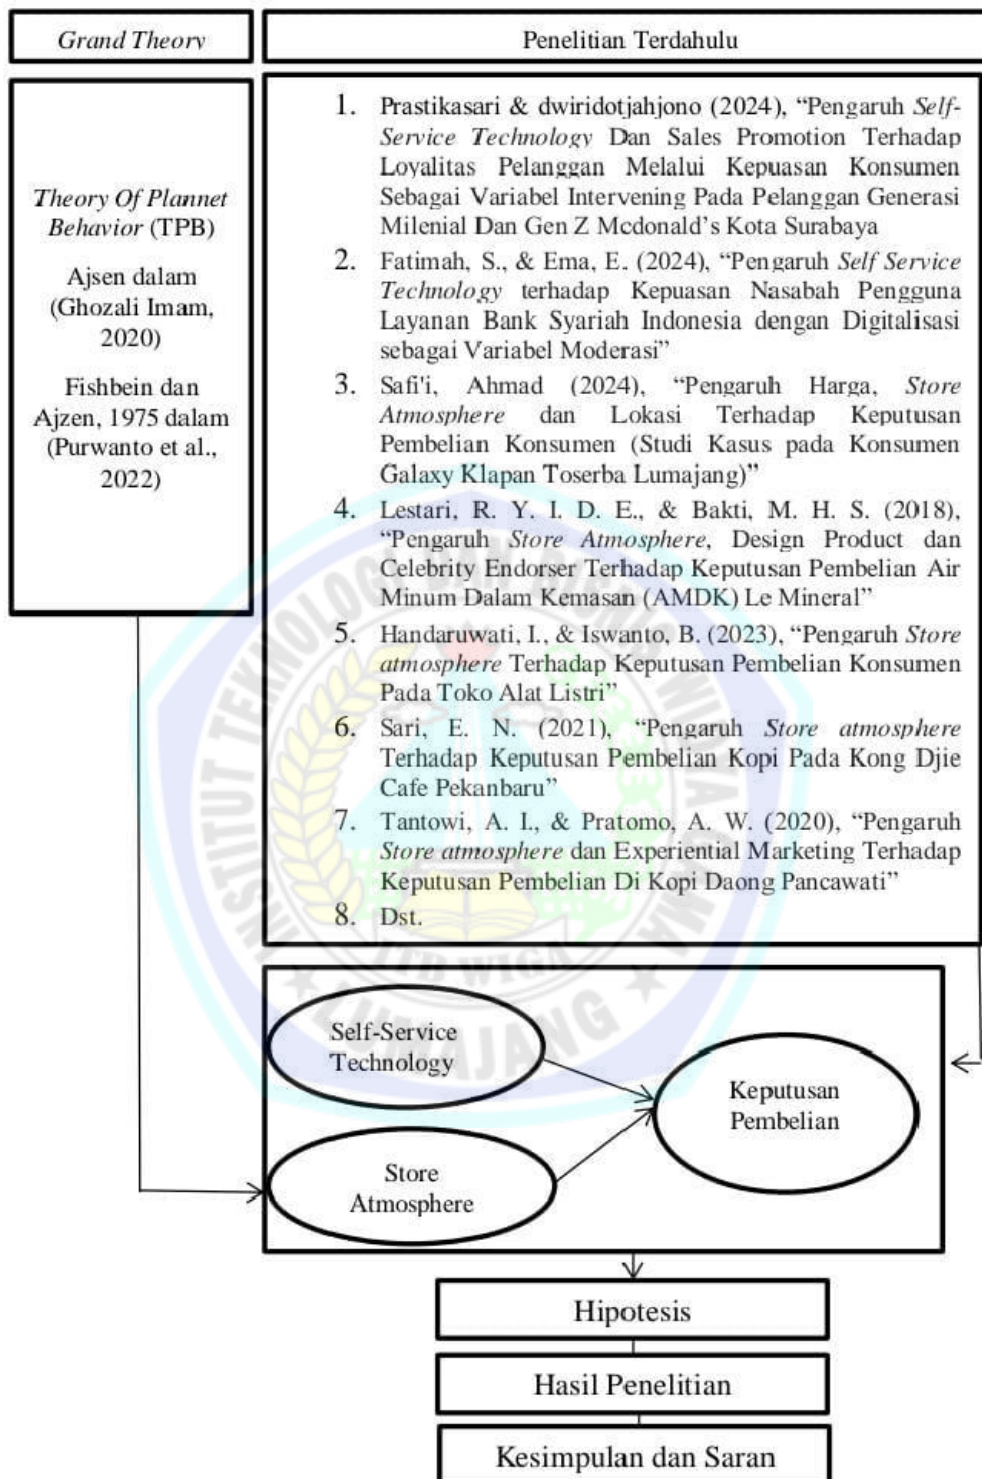 Grand Theory
Penelitian Terdahulu
Theory Of Plannet
Behavior (TPB)
Ajsen dalam
(Ghozali Imam,
2020)
Fishbein dan
Ajzen, 1975 dalam
(Purwanto et al.,
2022)
1. Prastikasari & dwiridotjahjono (2024), “Pengaruh Self-
Service Technology Dan Sales Promotion Terhadap
Loyalitas Pelanggan Melalui Kepuasan Konsumen
Sebagai Variabel Intervening Pada Pelanggan Generasi
Milenial Dan Gen Z Mcdonald’s Kota Surabaya
2. Fatimah, S., & Ema, E. (2024), “Pengaruh Self Service
Technology terhadap Kepuasan Nasabah Pengguna
Layanan Bank Syariah Indonesia dengan Digitalisasi
sebagai Variabel Moderasi”
3. Safi'i, Ahmad (2024), “Pengaruh Harga, Store
Atmosphere dan Lokasi Terhadap Keputusan
Pembelian Konsumen (Studi Kasus pada Konsumen
Galaxy Klapan Toserba Lumajang)”
4. Lestari, R. Y. I. D. E., & Bakti, M. H. S. (2018),
“Pengaruh Store Atmosphere, Design Product dan
Celebrity Endorser Terhadap Keputusan Pembelian Air
Minum Dalam Kemasan (AMDK) Le Mineral”
5. Handaruwati, I., & Iswanto, B. (2023), “Pengaruh Store
atmosphere Terhadap Keputusan Pembelian Konsumen
Pada Toko Alat Listri”
6. Sari, E. N. (2021), “Pengaruh Store atmosphere
Terhadap Keputusan Pembelian Kopi Pada Kong Djie
Cafe Pekanbaru”
7. Tantowi, A. I., & Pratomo, A. W. (2020), “Pengaruh
Store atmosphere dan Experiential Marketing Terhadap
Keputusan Pembelian Di Kopi Daong Pancawati”
8. Dst.
INSTITUT TEKNOLOGI DAN BISNIS WIDYA GAMA
ITB WIGA
LUMAJANG
Self-Service
Technology
Store
Atmosphere
Keputusan
Pembelian
Hipotesis
Hasil Penelitian
Kesimpulan dan Saran